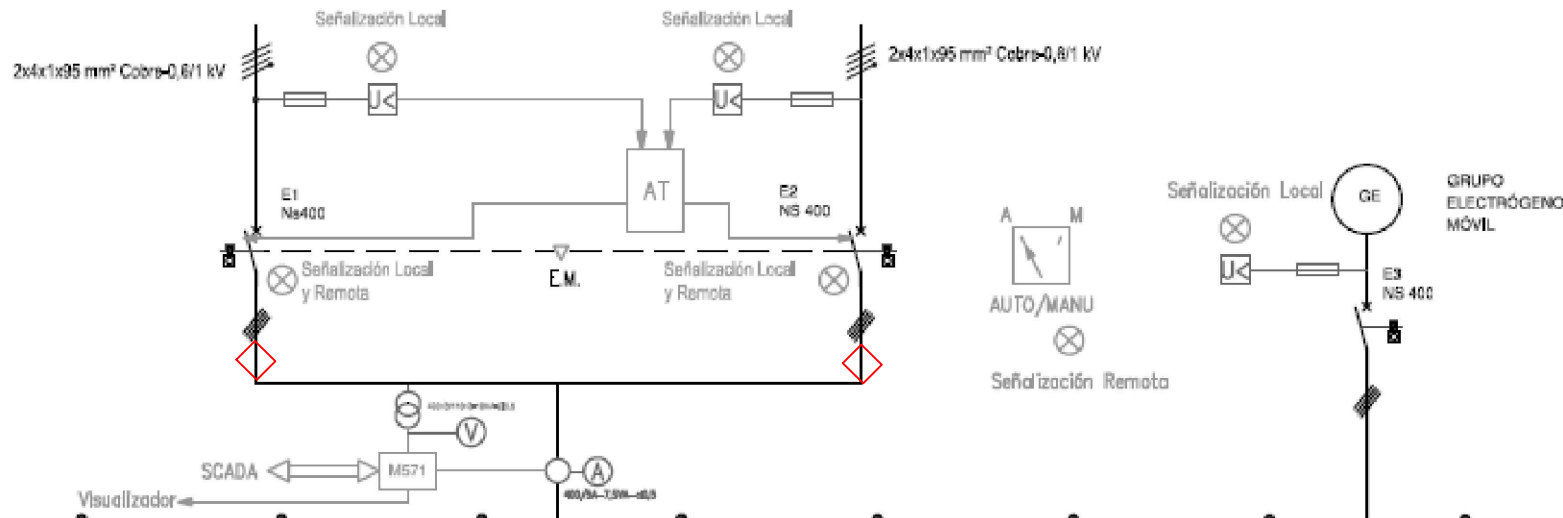 Señalización Local
Señalización Local
2x4x1x95 mm² Cobre-0,6/1 kV
2x4x1x95 mm² Cobre-0,6/1 kV
U<
U<
AT
E1
Ns400
E2
NS 400
Señalización Local
y Remota
E.M.
Señalización Local
y Remota
A M
AUTO/MANU
Señalización Remota
Señalización Local
U<
GE
GRUPO
ELECTRÓGENO
MÓVIL
E3
NS 400
V
SCADA
M571
A
Visualizador